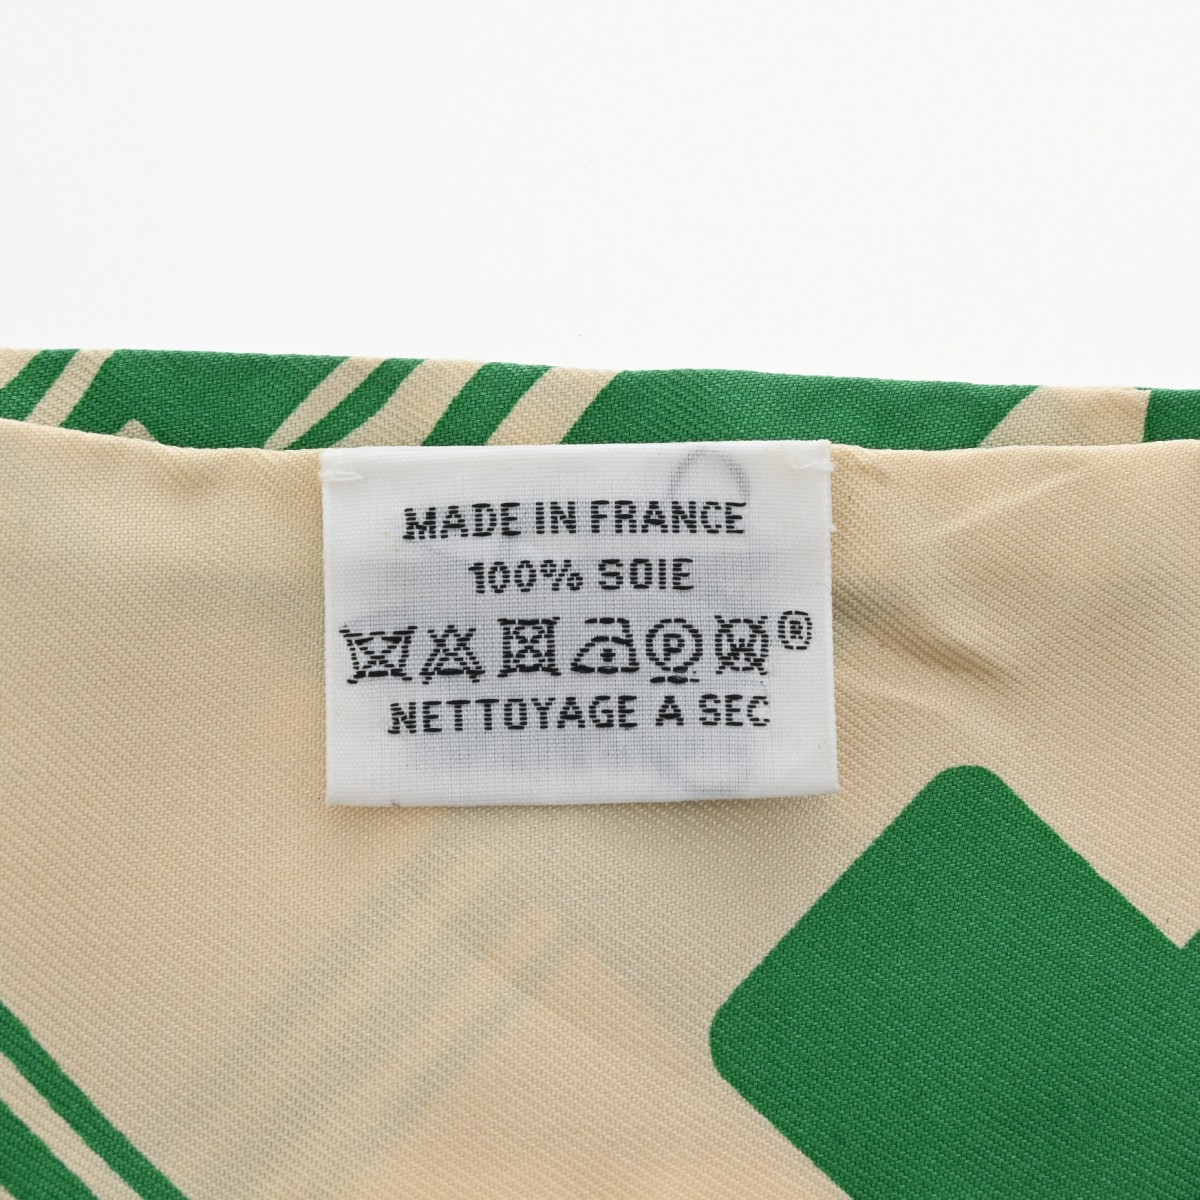 MADE IN FRANCE
100% SOIE
P W ®
NETTOYAGE A SEC